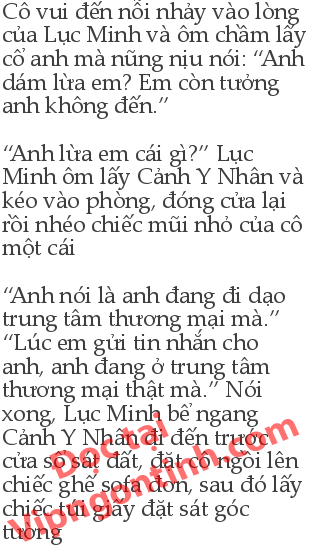 Cô vui đến nỗi nhảy vào lòng
của Lục Minh và ôm chầm lấy
cổ anh mà nũng nịu nói: “Anh
dám lừa em? Em còn tưởng
anh không đến.”
“Anh lừa em cái gì?” Lục
Minh ôm lấy Cảnh Y Nhân và
kéo vào phòng, đóng cửa lại
rồi nhéo chiếc mũi nhỏ của cô
một cái
“Anh nói là anh đang đi dạo
trung tâm thương mại mà.”
“Lúc em gửi tin nhắn cho
anh, anh đang ở trung tâm
thương mại thật mà.” Nói
xong, Lục Minh bế ngang
Cảnh Y Nhân đi đến trước
cửa sổ sát đất, đặt cô ngồi lên
chiếc ghế sofa đơn, sau đó lấy
chiếc túi giấy đặt sát góc
tường
Đọc tại
Vipngontinh.com